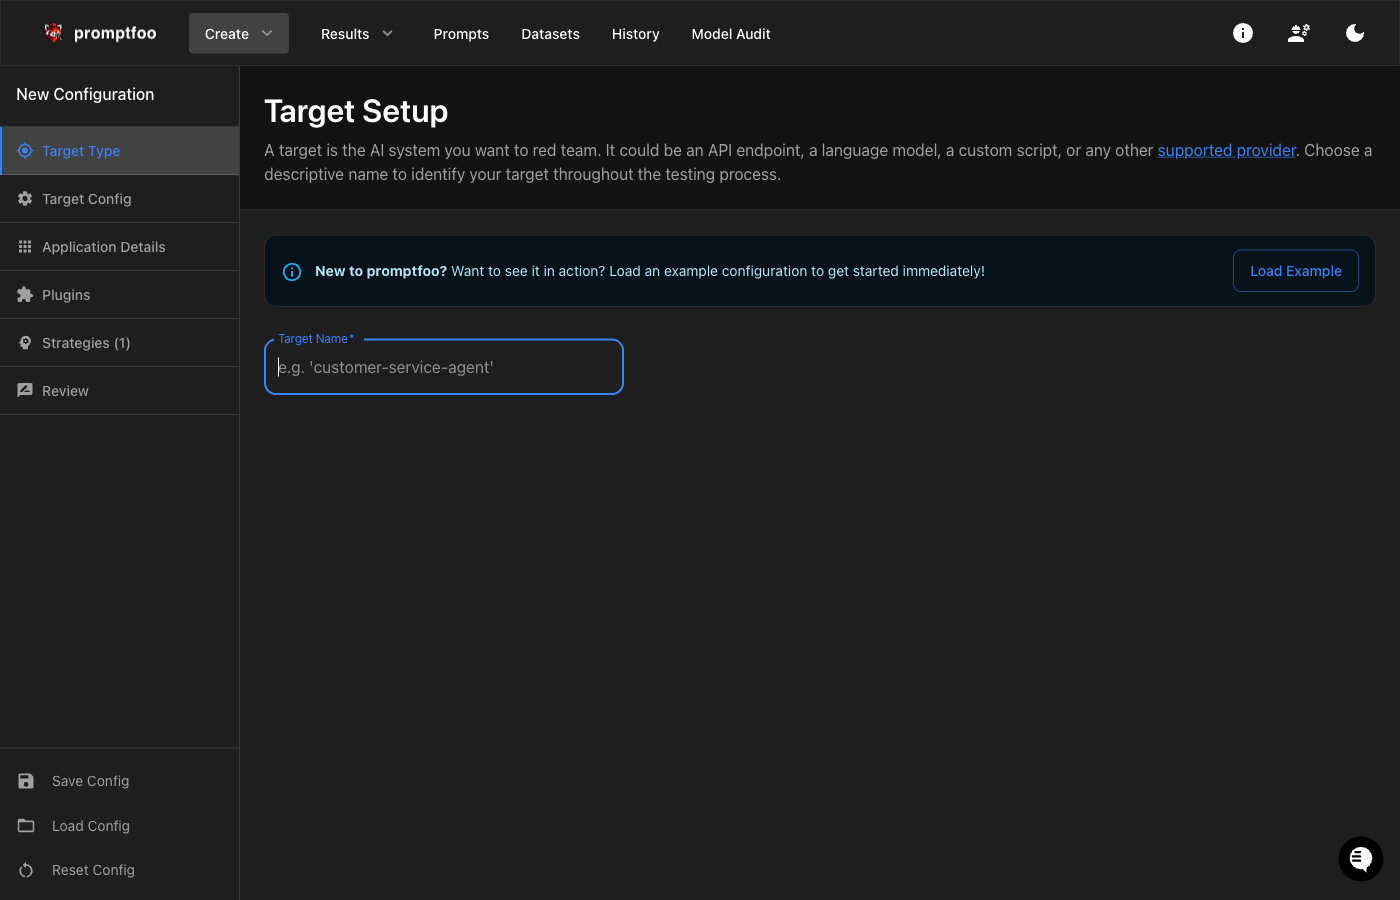 promptfoo
Create
Results
Prompts
Datasets
History
Model Audit
New Configuration
Target Type
Target Config
Application Details
Plugins
Strategies (1)
Review
Save Config
Load Config
Reset Config
Target Setup
A target is the AI system you want to red team. It could be an API endpoint, a language model, a custom script, or any other supported provider. Choose a
descriptive name to identify your target throughout the testing process.
New to promptfoo? Want to see it in action? Load an example configuration to get started immediately!
Load Example
Target Name *
e.g. 'customer-service-agent'